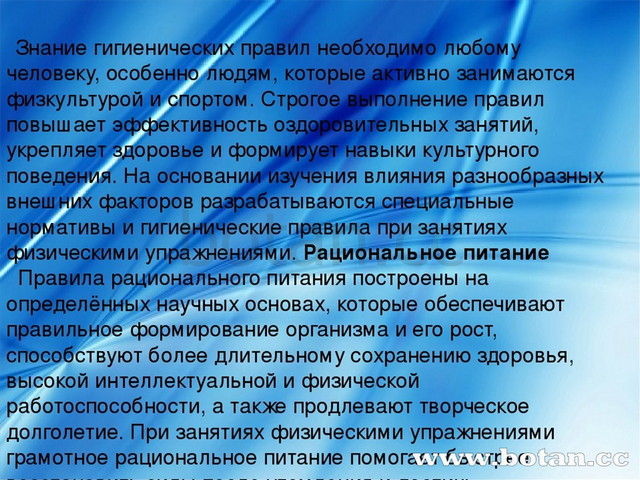 Знание гигиенических правил необходимо любому
человеку, особенно людям, которые активно занимаются
физкультурой и спортом. Строгое выполнение правил
повышает эффективность оздоровительных занятий,
укрепляет здоровье и формирует навыки культурного
поведения. На основании изучения влияния разнообразных
внешних факторов разрабатываются специальные
нормативы и гигиенические правила при занятиях
физическими упражнениями. Рациональное питание
Правила рационального питания построены на
определённых научных основах, которые обеспечивают
правильное формирование организма и его рост,
способствуют более длительному сохранению здоровья,
высокой интеллектуальной и физической
работоспособности, а также продлевают творческое
долголетие. При занятиях физическими упражнениями
грамотное рациональное питание помогает быстрее
www.botan.cc